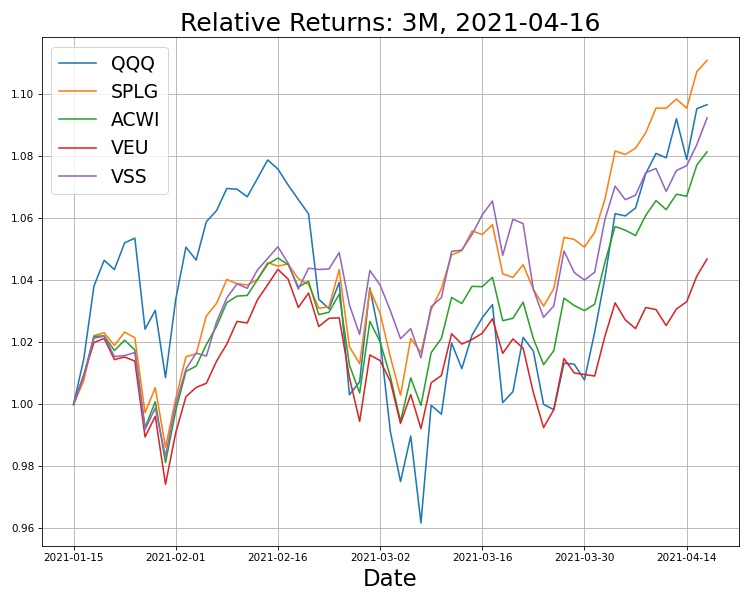 Relative Returns: 3M, 2021-04-16
QQQ
SPLG
ACWI
VEU
VSS
1.10
1.08
1.06
1.04
1.02
1.00
0.98
0.96
2021-01-15 2021-02-01 2021-02-16 2021-03-02 2021-03-16 2021-03-30 2021-04-14
Date